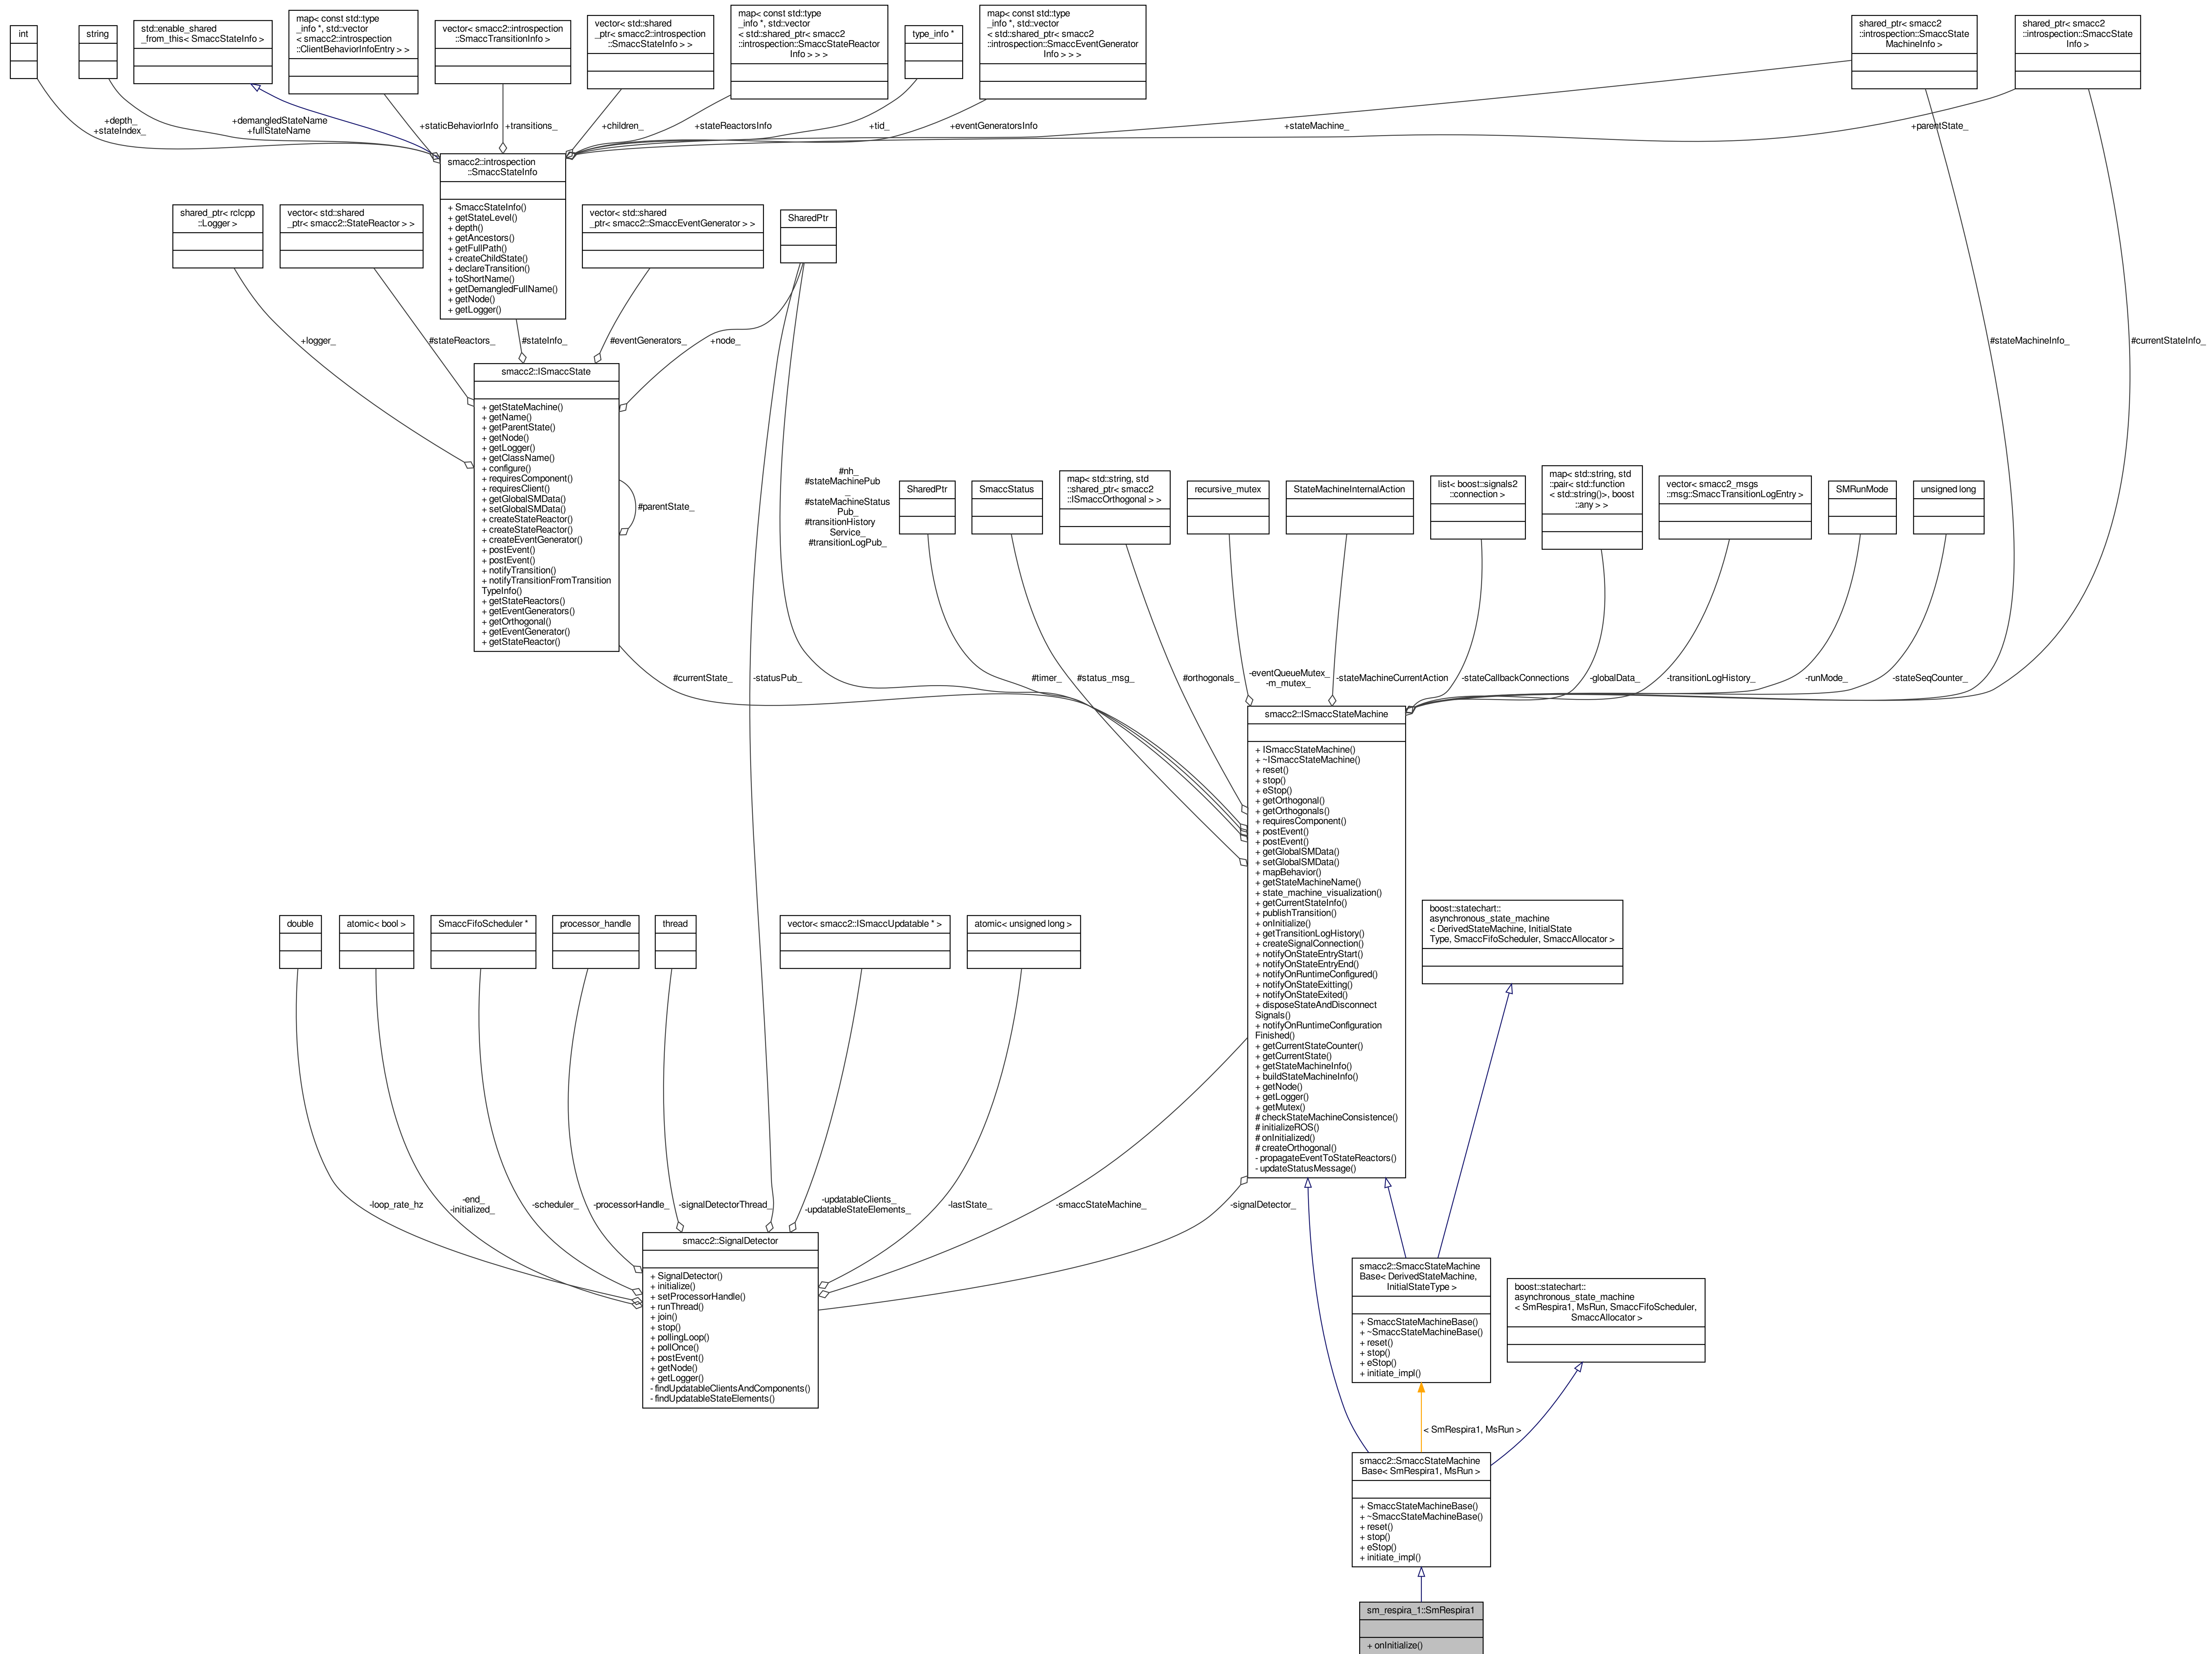 int
string
std::enable_shared
_from_this< SmaccStateInfo >
map< const std::type
_info *, std::vector
< smacc2::introspection
::ClientBehaviorInfoEntry > >
vector< smacc2::introspection
::SmaccTransitionInfo >
vector< std::shared
_ptr< smacc2::introspection
::SmaccStateInfo > >
map< const std::type
_info *, std::vector
< std::shared_ptr< smacc2
::introspection::SmaccStateReactor
Info > > >
type_info *
map< const std::type
_info *, std::vector
< std::shared_ptr< smacc2
::introspection::SmaccEventGenerator
Info > > >
shared_ptr< smacc2
::introspection::SmaccState
MachineInfo >
shared_ptr< smacc2
::introspection::SmaccState
Info >
+depth_
+stateIndex_
+demangledStateName
+fullStateName
+staticBehaviorInfo
+transitions_
+children_
+stateReactorsInfo
+tid_
+eventGeneratorsInfo
+stateMachine_
+parentState_
smacc2::introspection
::SmaccStateInfo
+ SmaccStateInfo()
+ getStateLevel()
+ depth()
+ getAncestors()
+ getFullPath()
+ createChildState()
+ declareTransition()
+ toShortName()
+ getDemangledFullName()
+ getNode()
+ getLogger()
shared_ptr< rclcpp
::Logger >
vector< std::shared
_ptr< smacc2::StateReactor > >
vector< std::shared
_ptr< smacc2::SmaccEventGenerator > >
SharedPtr
+logger_
#stateReactors_
#stateInfo_
#eventGenerators_
+node_
#stateMachineInfo_
#currentStateInfo_
smacc2::ISmaccState
+ getStateMachine()
+ getName()
+ getParentState()
+ getNode()
+ getLogger()
+ getClassName()
+ configure()
+ requiresComponent()
+ requiresClient()
+ getGlobalSMData()
+ setGlobalSMData()
+ createStateReactor()
+ createStateReactor()
+ createEventGenerator()
+ postEvent()
+ postEvent()
+ notifyTransition()
+ notifyTransitionFromTransition
TypeInfo()
+ getStateReactors()
+ getEventGenerators()
+ getOrthogonal()
+ getEventGenerator()
+ getStateReactor()
#parentState_
#nh_
#stateMachinePub
_
#stateMachineStatus
Pub_
#transitionHistory
Service_
#transitionLogPub_
SharedPtr
SmaccStatus
map< std::string, std
::shared_ptr< smacc2
::ISmaccOrthogonal > >
recursive_mutex
StateMachineInternalAction
list< boost::signals2
::connection >
map< std::string, std
::pair< std::function
< std::string()>, boost
::any > >
vector< smacc2_msgs
::msg::SmaccTransitionLogEntry >
SMRunMode
unsigned long
#currentState_
-statusPub_
#timer_
#status_msg_
#orthogonals_
-eventQueueMutex_
-m_mutex_
-stateMachineCurrentAction
-stateCallbackConnections
-globalData_
-transitionLogHistory_
-runMode_
-stateSeqCounter_
smacc2::ISmaccStateMachine
+ ISmaccStateMachine()
+ ~ISmaccStateMachine()
+ reset()
+ stop()
+ eStop()
+ getOrthogonal()
+ getOrthogonals()
+ requiresComponent()
+ postEvent()
+ postEvent()
+ getGlobalSMData()
+ setGlobalSMData()
+ mapBehavior()
+ getStateMachineName()
+ state_machine_visualization()
+ getCurrentStateInfo()
+ publishTransition()
+ onInitialize()
+ getTransitionLogHistory()
+ createSignalConnection()
+ notifyOnStateEntryStart()
+ notifyOnStateEntryEnd()
+ notifyOnRuntimeConfigured()
+ notifyOnStateExitting()
+ notifyOnStateExited()
+ disposeStateAndDisconnect
Signals()
+ notifyOnRuntimeConfiguration
Finished()
+ getCurrentStateCounter()
+ getCurrentState()
+ getStateMachineInfo()
+ buildStateMachineInfo()
+ getNode()
+ getLogger()
+ getMutex()
# checkStateMachineConsistence()
# initializeROS()
# onInitialized()
# createOrthogonal()
- propagateEventToStateReactors()
- updateStatusMessage()
double
atomic< bool >
SmaccFifoScheduler *
processor_handle
thread
vector< smacc2::ISmaccUpdatable * >
atomic< unsigned long >
boost::statechart::
asynchronous_state_machine
< DerivedStateMachine, InitialState
Type, SmaccFifoScheduler, SmaccAllocator >
-loop_rate_hz
-end_
-initialized_
-scheduler_
-processorHandle_
-signalDetectorThread_
-updatableClients_
-updatableStateElements_
-lastState_
-smaccStateMachine_
-signalDetector_
smacc2::SignalDetector
+ SignalDetector()
+ initialize()
+ setProcessorHandle()
+ runThread()
+ join()
+ stop()
+ pollingLoop()
+ pollOnce()
+ postEvent()
+ getNode()
+ getLogger()
- findUpdatableClientsAndComponents()
- findUpdatableStateElements()
smacc2::SmaccStateMachine
Base< DerivedStateMachine,
InitialStateType >
+ SmaccStateMachineBase()
+ ~SmaccStateMachineBase()
+ reset()
+ stop()
+ eStop()
+ initiate_impl()
boost::statechart::
asynchronous_state_machine
< SmRespira1, MsRun, SmaccFifoScheduler,
SmaccAllocator >
< SmRespira1, MsRun >
smacc2::SmaccStateMachine
Base< SmRespira1, MsRun >
+ SmaccStateMachineBase()
+ ~SmaccStateMachineBase()
+ reset()
+ stop()
+ eStop()
+ initiate_impl()
sm_respira_1::SmRespira1
+ onInitialize()